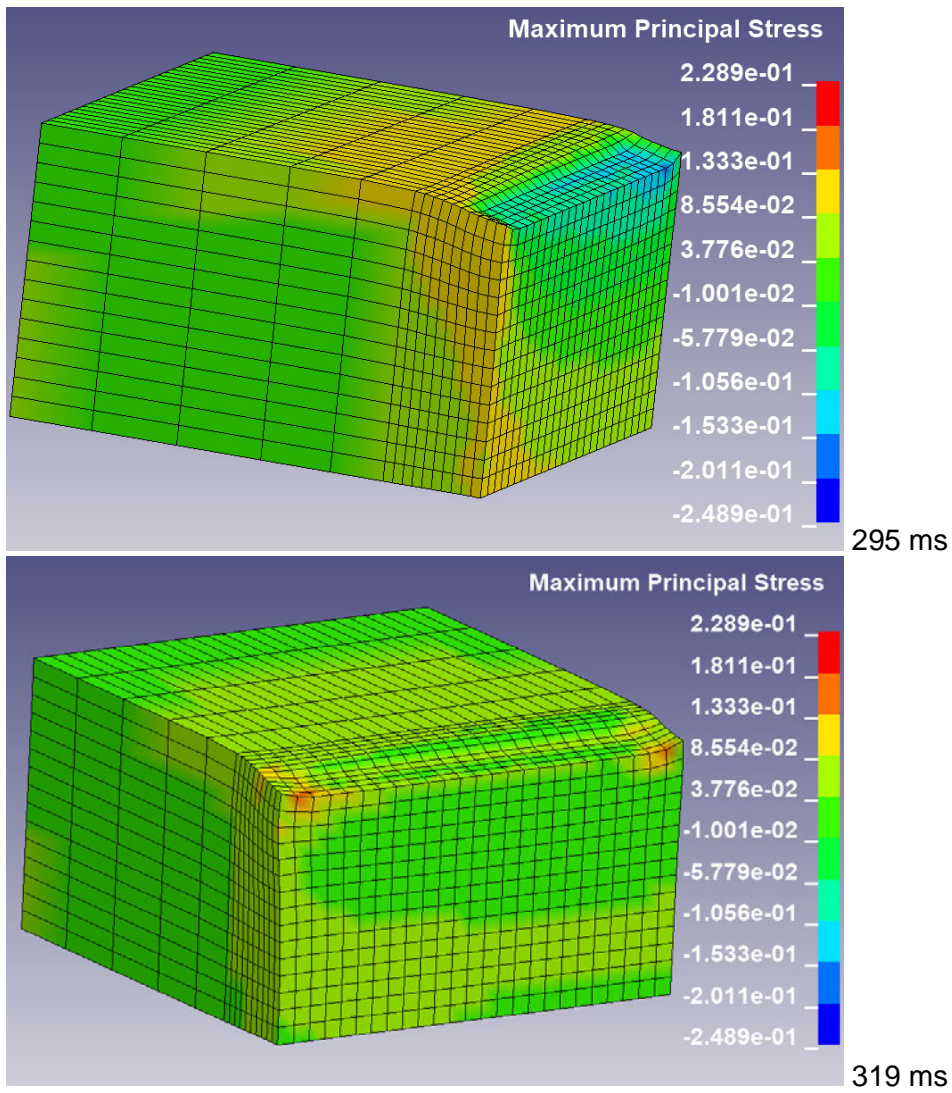 Maximum Principal Stress
2.289e-01
1.811e-01
1.333e-01
8.554e-02
3.776e-02
-1.001e-02
-5.779e-02
-1.056e-01
-1.533e-01
-2.011e-01
-2.489e-01
295 ms
Maximum Principal Stress
2.289e-01
1.811e-01
1.333e-01
8.554e-02
3.776e-02
-1.001e-02
-5.779e-02
-1.056e-01
-1.533e-01
-2.011e-01
-2.489e-01
319 ms